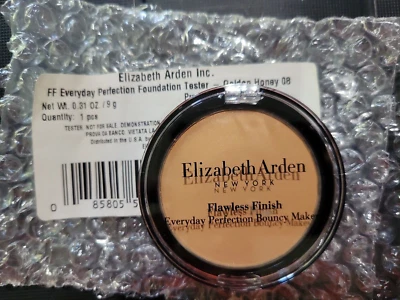 Elizabeth Arden Inc.
FF Everyday Perfection Foundation Tester - Golden Honey 08
Net Wt. 0.31 OZ / 9 g
Quantity: 1 pcs
TESTER. NOT FOR SALE. DEMONSTRATION
Distributed in the U.S.A.
0 85805 5
Elizabeth Arden
NEW YORK
Flawless Finish
Everyday Perfection Bouncy Makeu